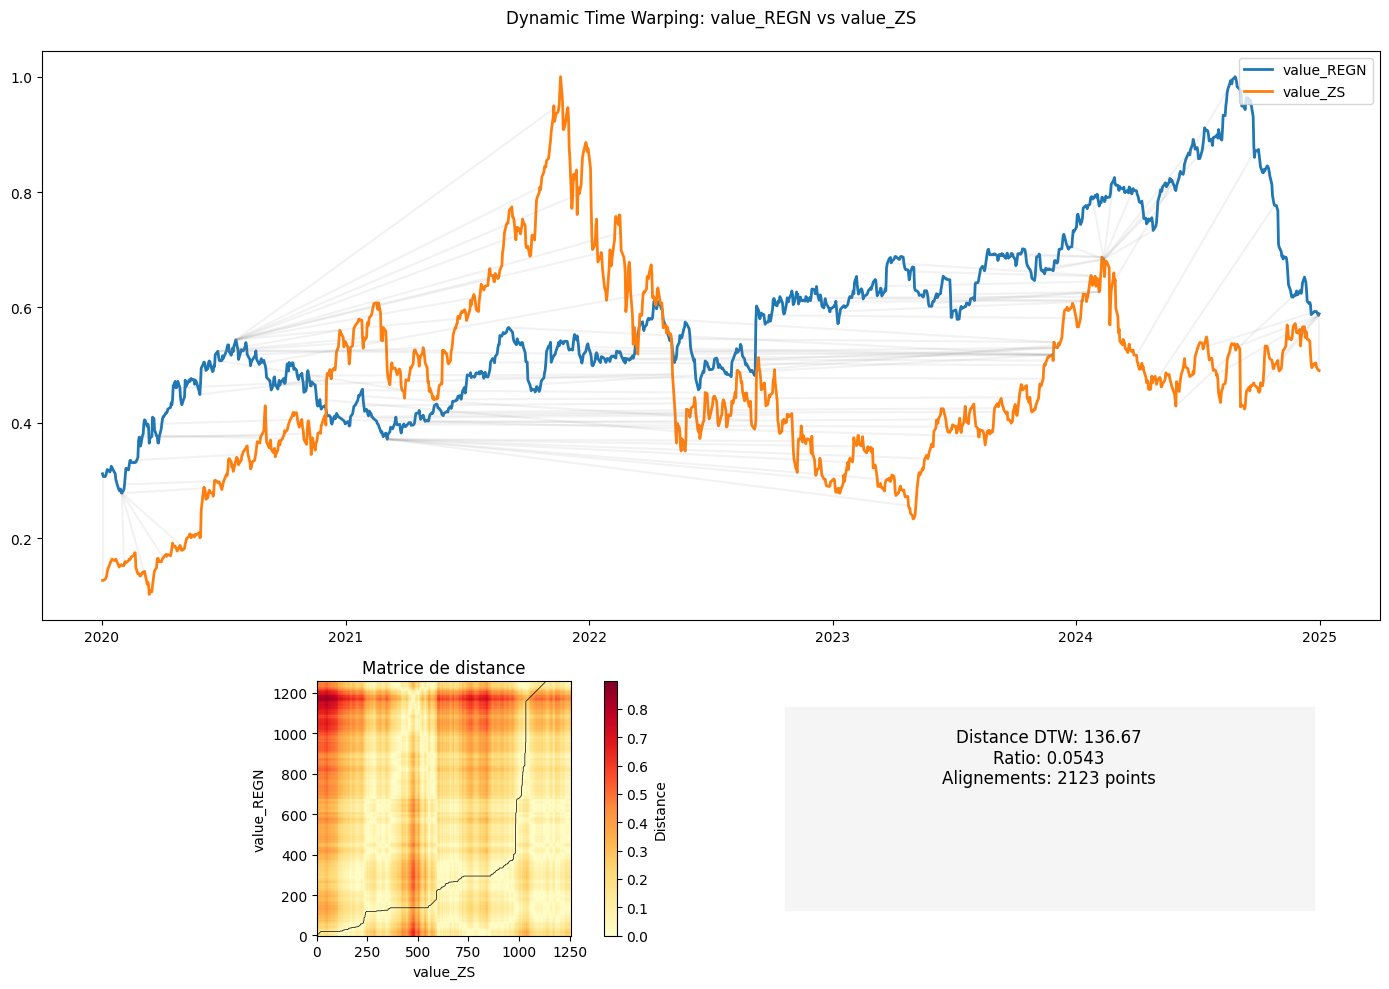 Dynamic Time Warping: value_REGN vs value_ZS
value_REGN
value_ZS
1.0
0.8
0.6
0.4
0.2
2020 2021 2022 2023 2024 2025
Matrice de distance
value_REGN
1200
1000
800
600
400
200
0
0 250 500 750 1000 1250
value_ZS
0.8
0.7
0.6
0.5
0.4
0.3
0.2
0.1
0.0
Distance
Distance DTW: 136.67
Ratio: 0.0543
Alignements: 2123 points